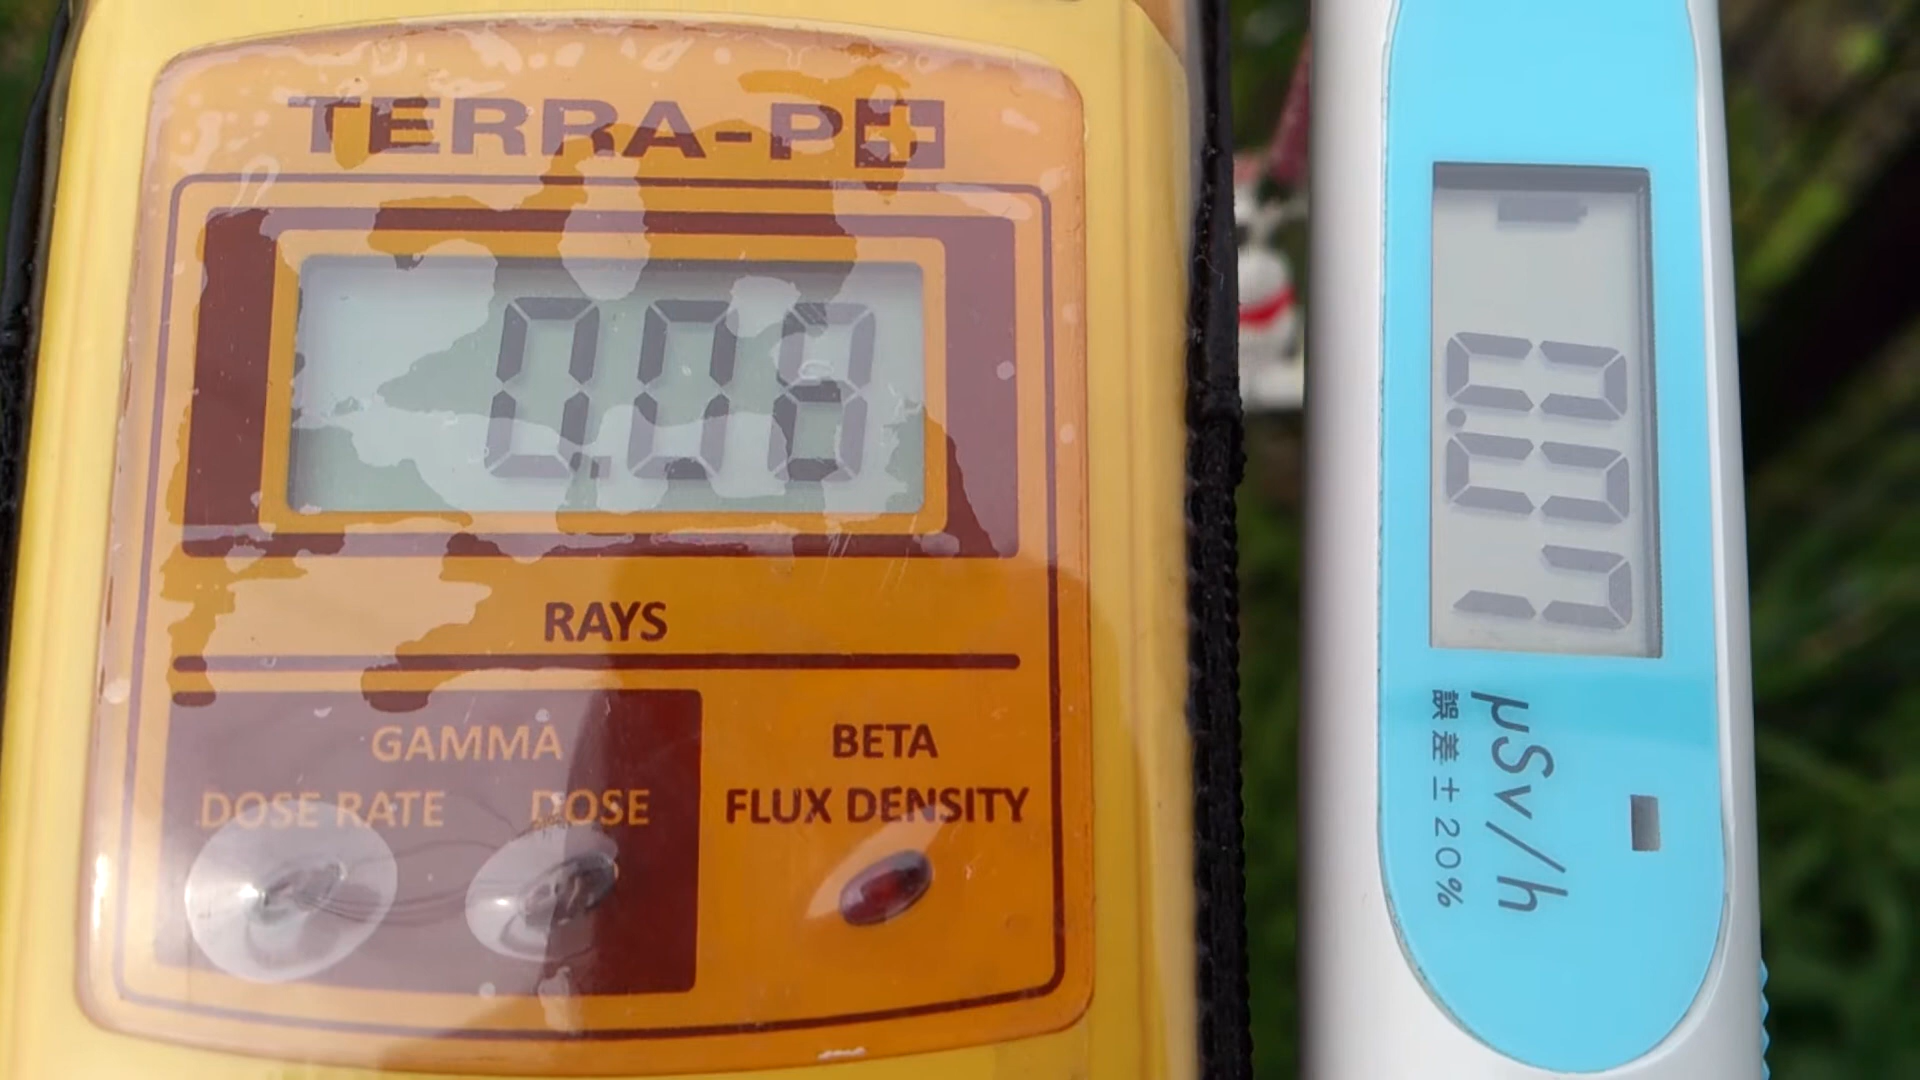 TERRA-P
0.08
RAYS
GAMMA
DOSE RATE DOSE
BETA
FLUX DENSITY
0.07
μSv/h
誤差±20%